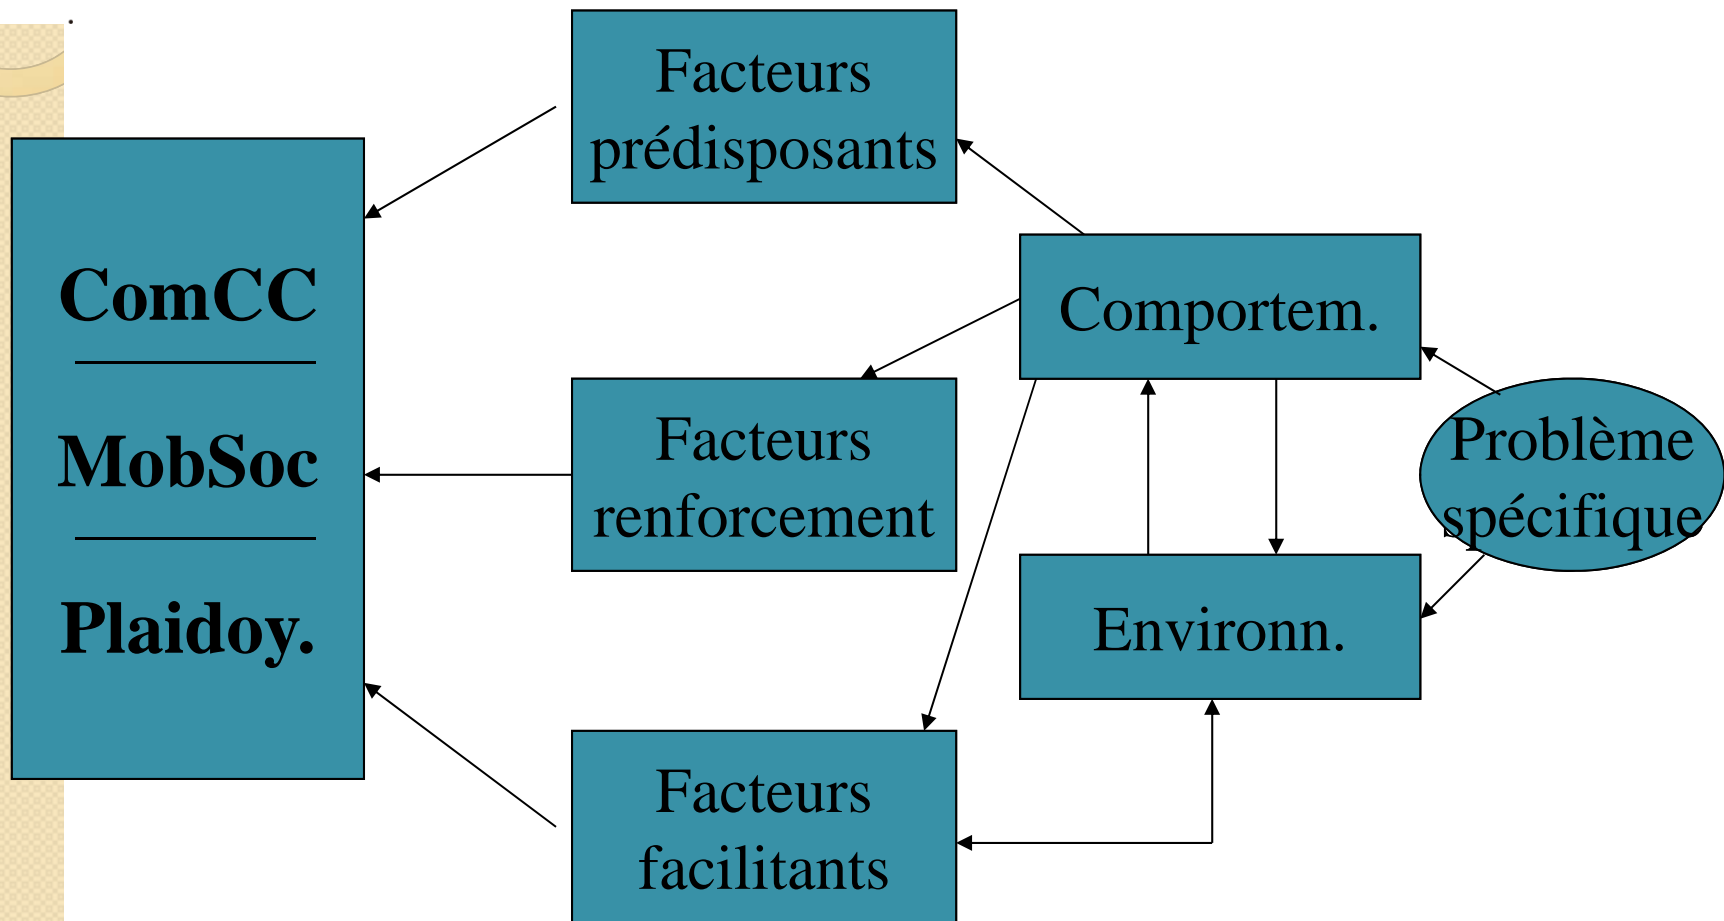 Facteurs
prédisposants
ComCC
MobSoc
Plaidoy.
Comportem.
Facteurs
renforcement
Problème
spécifique
Environn.
Facteurs
facilitants